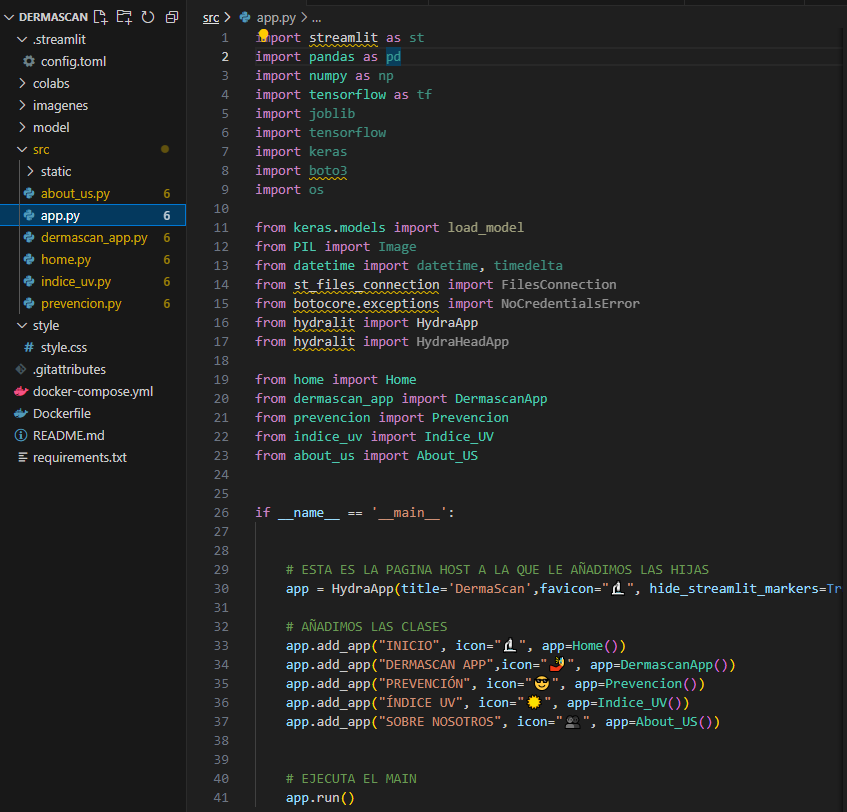 DERMASCAN
.streamlit
config.toml
colabs
imagenes
model
src
static
about_us.py 6
app.py 6
dermascan_app.py 6
home.py 6
indice_uv.py 6
prevencion.py 6
style
# style.css
.gitattributes
docker-compose.yml
Dockerfile
README.md
requirements.txt
src > app.py > ...
1 import streamlit as st
2 import pandas as pd
3 import numpy as np
4 import tensorflow as tf
5 import joblib
6 import tensorflow
7 import keras
8 import boto3
9 import os
10
11 from keras.models import load_model
12 from PIL import Image
13 from datetime import datetime, timedelta
14 from st_files_connection import FilesConnection
15 from botocore.exceptions import NoCredentialsError
16 from hydralit import HydraApp
17 from hydralit import HydraHeadApp
18
19 from home import Home
20 from dermascan_app import DermascanApp
21 from prevencion import Prevencion
22 from indice_uv import Indice_UV
23 from about_us import About_US
24
25
26 if __name__ == '__main__':
27
28
29 # ESTA ES LA PAGINA HOST A LA QUE LE AÑADIMOS LAS HIJAS
30 app = HydraApp(title='DermaScan',favicon="🔬", hide_streamlit_markers=Tr
31
32 # AÑADIMOS LAS CLASES
33 app.add_app("INICIO", icon="🔬", app=Home())
34 app.add_app("DERMASCAN APP",icon="🤳", app=DermascanApp())
35 app.add_app("PREVENCIÓN", icon="😎", app=Prevencion())
36 app.add_app("ÍNDICE UV", icon="☀️", app=Indice_UV())
37 app.add_app("SOBRE NOSOTROS", icon="👥", app=About_US())
38
39
40 # EJECUTA EL MAIN
41 app.run()